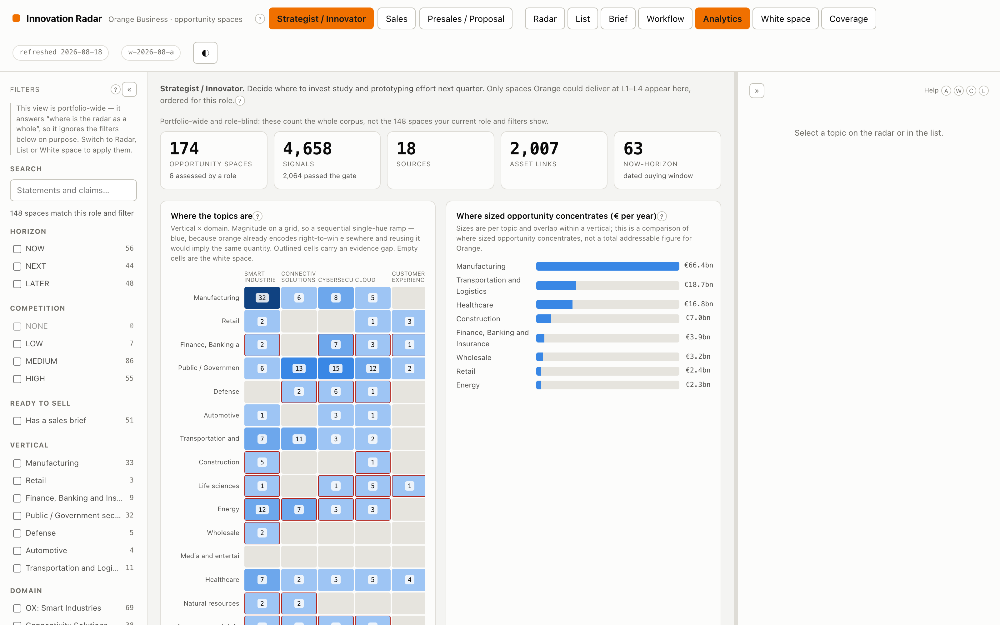 Innovation Radar Orange Business · opportunity spaces ? Strategist / Innovator Sales Presales / Proposal Radar List Brief Workflow Analytics White space Coverage
refreshed 2026-08-18 w-2026-08-a
FILTERS ? «
This view is portfolio-wide — it
answers “where is the radar as a
whole”, so it ignores the filters
below on purpose. Switch to Radar,
List or White space to apply them.
SEARCH
Statements and claims...
148 spaces match this role and filter
HORIZON
NOW 56
NEXT 44
LATER 48
COMPETITION
NONE 0
LOW 7
MEDIUM 86
HIGH 55
READY TO SELL
Has a sales brief 51
VERTICAL
Manufacturing 33
Retail 3
Finance, Banking and Ins... 9
Public / Government sec... 32
Defense 5
Automotive 4
Transportation and Logi... 11
DOMAIN
OX: Smart Industries 69
Connectivity Solutions 38
Strategist / Innovator. Decide where to invest study and prototyping effort next quarter. Only spaces Orange could deliver at L1–L4 appear here,
ordered for this role. ?
Portfolio-wide and role-blind: these count the whole corpus, not the 148 spaces your current role and filters show.
174
OPPORTUNITY SPACES
6 assessed by a role
4,658
SIGNALS
2,064 passed the gate
18
SOURCES
2,007
ASSET LINKS
63
NOW-HORIZON
dated buying window
Where the topics are ?
Vertical × domain. Magnitude on a grid, so a sequential single-hue ramp —
blue, because orange already encodes right-to-win elsewhere and reusing it
would imply the same quantity. Outlined cells carry an evidence gap. Empty
cells are the white space.
SMART CONNECTIV CUSTOMER
INDUSTRIE SOLUTIONS CYBERSECU CLOUD EXPERIENC
Manufacturing 32 6 8 5
Retail 2 1 3
Finance, Banking a 2 7 3 1
Public / Governmen 6 13 15 12 2
Defense 2 6 1
Automotive 1 3 1
Transportation and 7 11 3 2
Construction 5 1
Life sciences 1 1 5 1
Energy 12 7 5 3
Wholesale 2
Media and entertai
Healthcare 7 2 5 5 4
Natural resources 2 2
Where sized opportunity concentrates (€ per year) ?
Sizes are per topic and overlap within a vertical; this is a comparison of
where sized opportunity concentrates, not a total addressable figure for
Orange.
Manufacturing €66.4bn
Transportation and
Logistics €18.7bn
Healthcare €16.8bn
Construction €7.0bn
Finance, Banking and
Insurance €3.9bn
Wholesale €3.2bn
Retail €2.4bn
Energy €2.3bn
» Help A W C L
Select a topic on the radar or in the list.